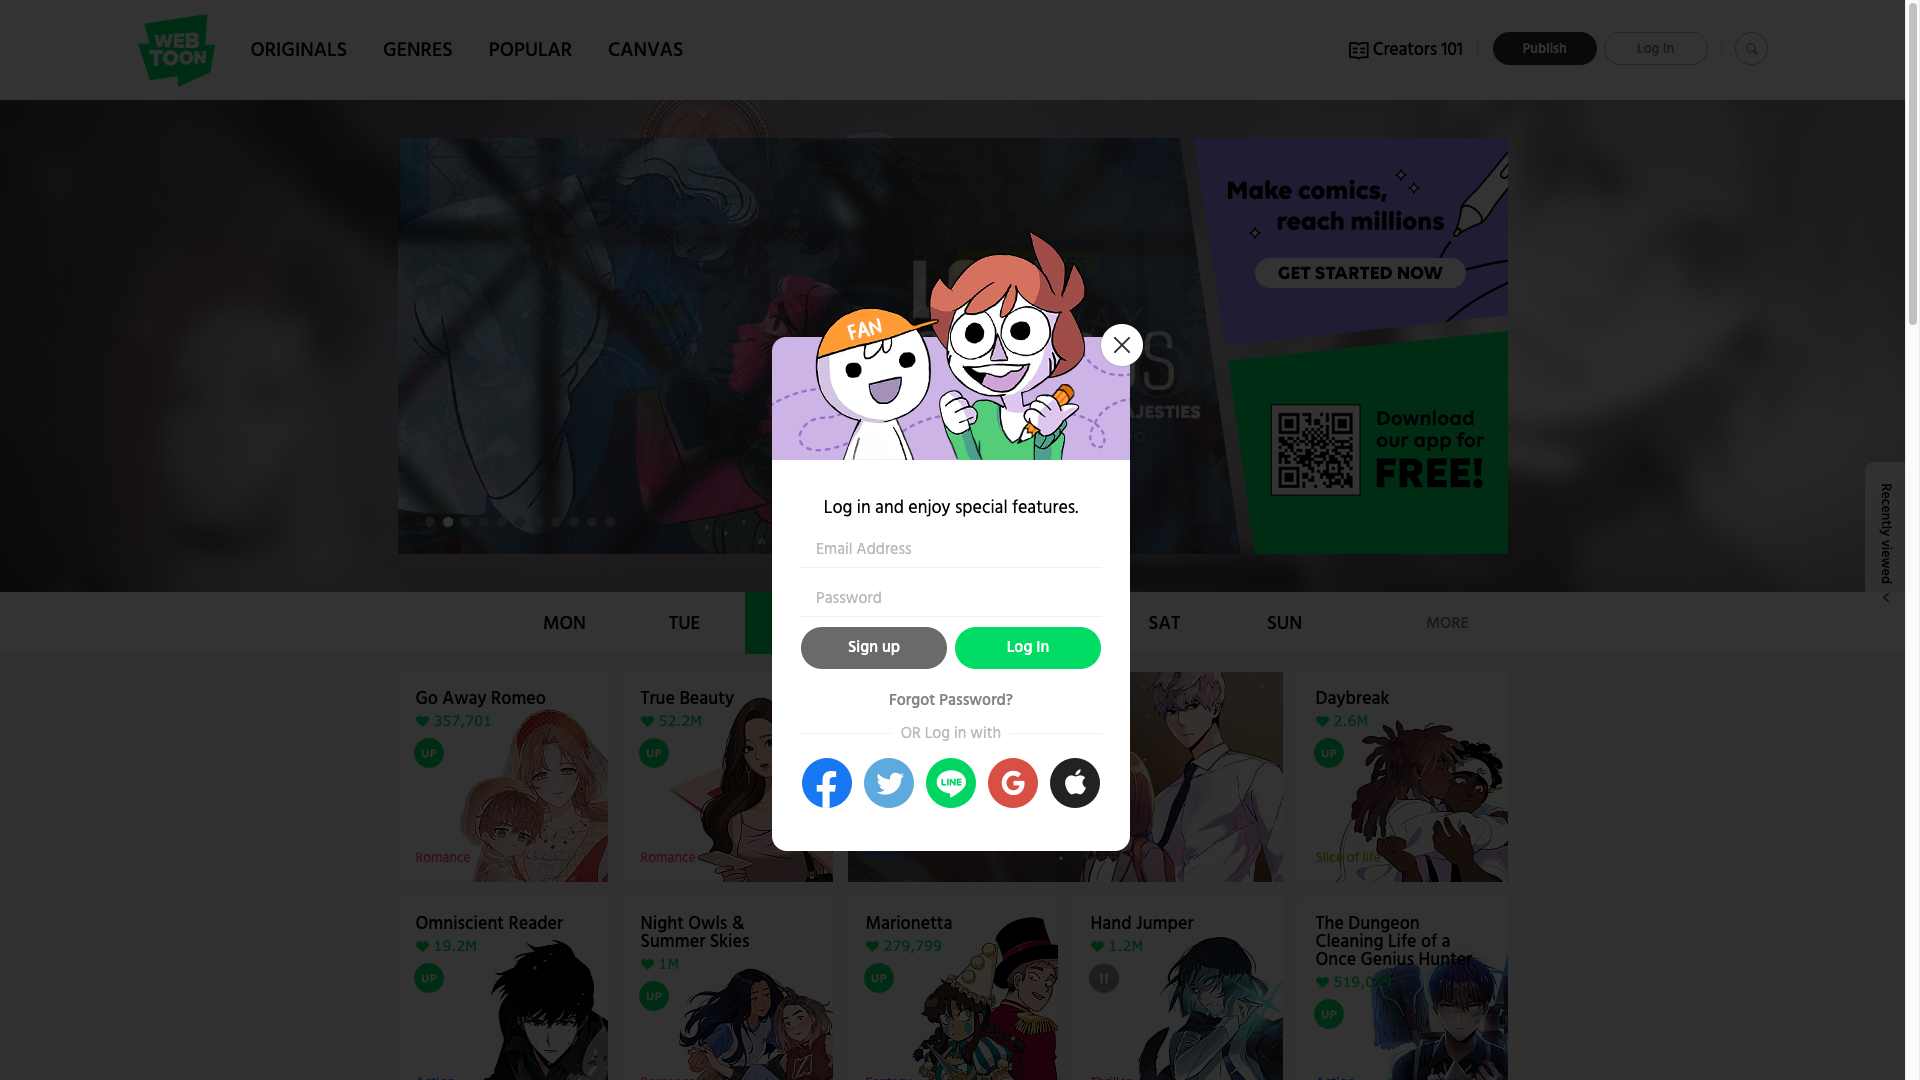 WEB
TOON
ORIGINALS
GENRES
POPULAR
CANVAS
Creators 101
Publish
Log In
Make comics,
reach millions
GET STARTED NOW
FAN
Download
our app for
FREE!
Recently viewed
Log in and enjoy special features.
Email Address
Password
Sign up
Log in
Forgot Password?
OR Log in with
LINE
MON
TUE
SAT
SUN
MORE
Go Away Romeo
357,701
UP
Romance
True Beauty
52.2M
UP
Romance
Daybreak
2.6M
UP
Slice of life
Omniscient Reader
19.2M
UP
Night Owls &
Summer Skies
1M
UP
Marionetta
279,799
UP
Hand Jumper
1.2M
The Dungeon
Cleaning Life of a
Once Genius Hunter
UP